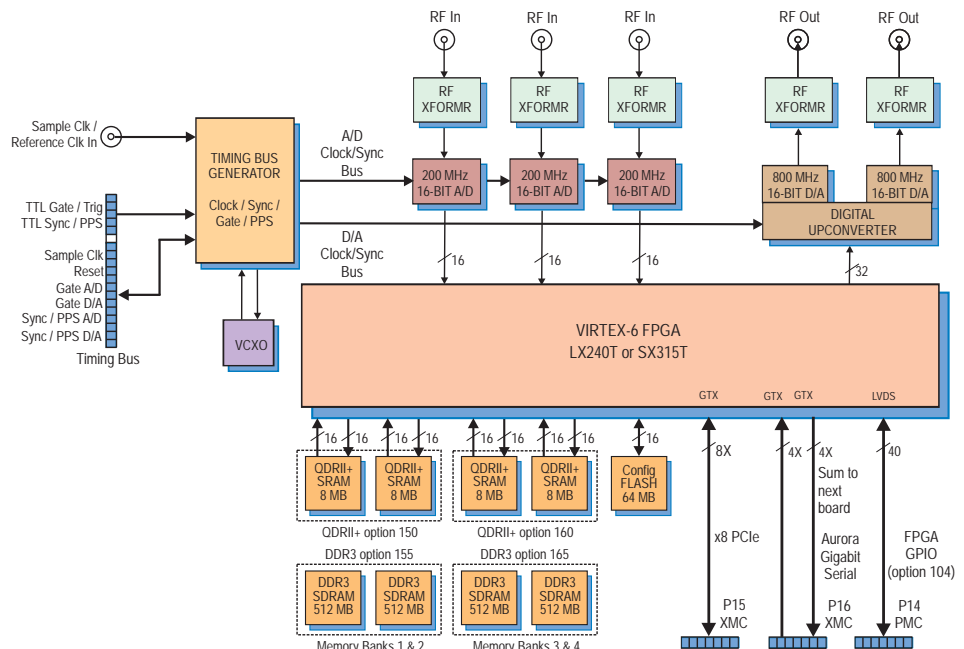 RF In
RF In
RF In
RF Out
RF Out
RF
XFORMR
RF
XFORMR
RF
XFORMR
RF
XFORMR
RF
XFORMR
Sample Clk /
Reference Clk In
TIMING BUS
GENERATOR
Clock / Sync /
Gate / PPS
A/D
Clock/Sync
Bus
200 MHz
16-BIT A/D
200 MHz
16-BIT A/D
200 MHz
16-BIT A/D
800 MHz
16-BIT D/A
800 MHz
16-BIT D/A
DIGITAL
UPCONVERTER
TTL Gate / Trig
TTL Sync / PPS
Sample Clk
Reset
Gate A/D
Gate D/A
Sync / PPS A/D
Sync / PPS D/A
Timing Bus
D/A
Clock/Sync
Bus
16
16
16
32
VCXO
VIRTEX-6 FPGA
LX240T or SX315T
GTX
GTX
GTX
LVDS
16
16
16
16
16
16
16
16
16
8X
4X
4X
40
QDRII+
SRAM
8 MB
QDRII+
SRAM
8 MB
QDRII+
SRAM
8 MB
QDRII+
SRAM
8 MB
Config
FLASH
64 MB
Sum to
next
board
QDRII+ option 150
QDRII+ option 160
x8 PCIe
Aurora
Gigabit
Serial
FPGA
GPIO
(option 104)
DDR3 option 155
DDR3 option 165
DDR3
SDRAM
512 MB
DDR3
SDRAM
512 MB
DDR3
SDRAM
512 MB
DDR3
SDRAM
512 MB
P15
XMC
P16
XMC
P14
PMC
Memory Banks 1 & 2
Memory Banks 3 & 4